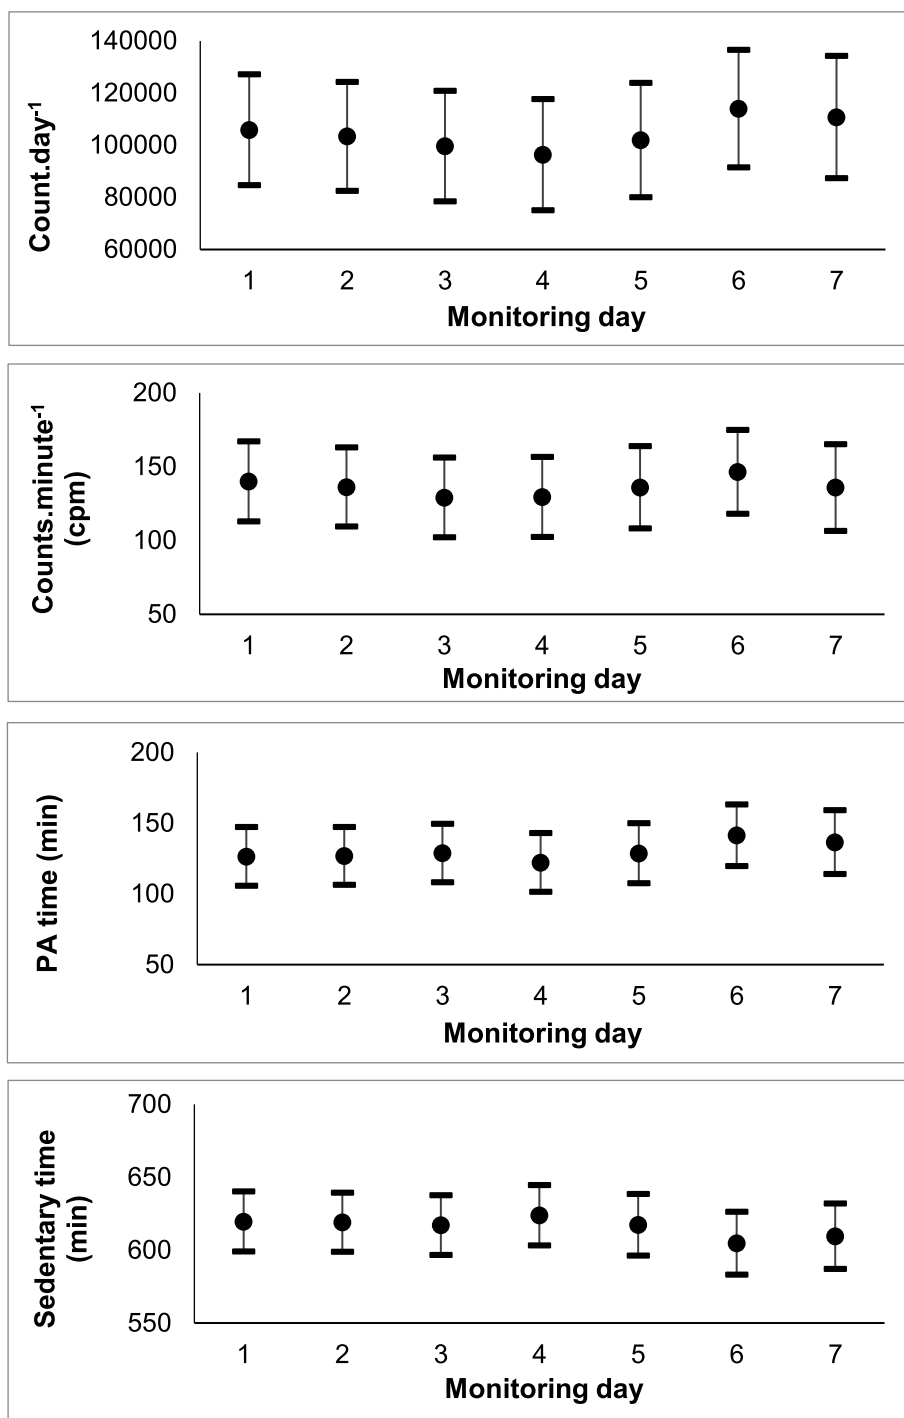 Count.day-1
140000
120000
100000
80000
60000
1 2 3 4 5 6 7
Monitoring day
Counts.minute-1
(cpm)
200
150
100
50
1 2 3 4 5 6 7
Monitoring day
PA time (min)
200
150
100
50
1 2 3 4 5 6 7
Monitoring day
Sedentary time
(min)
700
650
600
550
1 2 3 4 5 6 7
Monitoring day